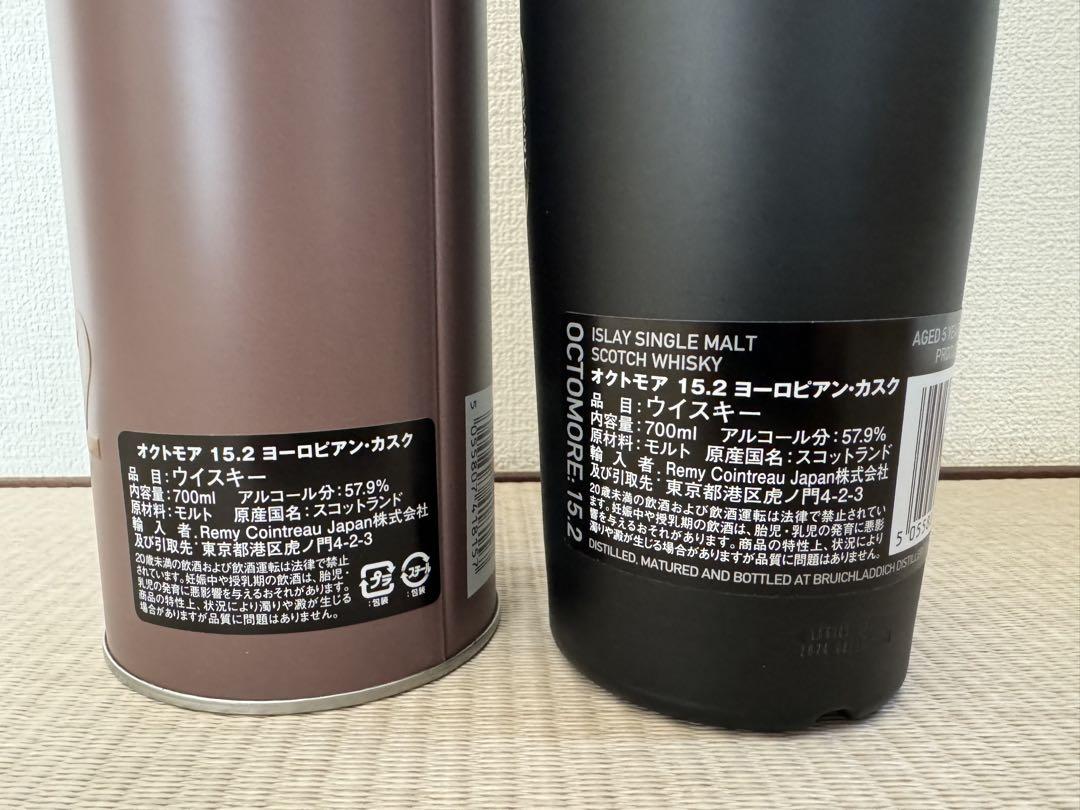 オクトモア 15.2 ヨーロピアン・カスク
品 目:ウイスキー
内容量:700ml アルコール分:57.9%
原材料:モルト 原産国名:スコットランド
輸 入 者:Remy Cointreau Japan株式会社
及び引取先:東京都港区虎ノ門4-2-3
20歳未満の飲酒および飲酒運転は法律で禁止
されています。妊娠中や授乳期の飲酒は、胎児・
乳児の発育に悪影響を与えるおそれがあります。
商品の特性上、状況により濁りや澱が生じる
場合がありますが品質に問題はありません。
プラ
:包装
スチール
:包装
OCTOMORE: 15.2
ISLAY SINGLE MALT
SCOTCH WHISKY
AGED 5
オクトモア 15.2 ヨーロピアン・カスク
品 目:ウイスキー
内容量:700ml アルコール分:57.9%
原材料:モルト 原産国名:スコットランド
輸 入 者:Remy Cointreau Japan株式会社
及び引取先:東京都港区虎ノ門4-2-3
20歳未満の飲酒および飲酒運転は法律で禁止されてい
ます。妊娠中や授乳期の飲酒は、胎児・乳児の発育に悪影
響を与えるおそれがあります。商品の特性上、状況により
濁りや澱が生じる場合がありますが品質に問題はありません。
DISTILLED, MATURED AND BOTTLED AT BRUICHLADDICH